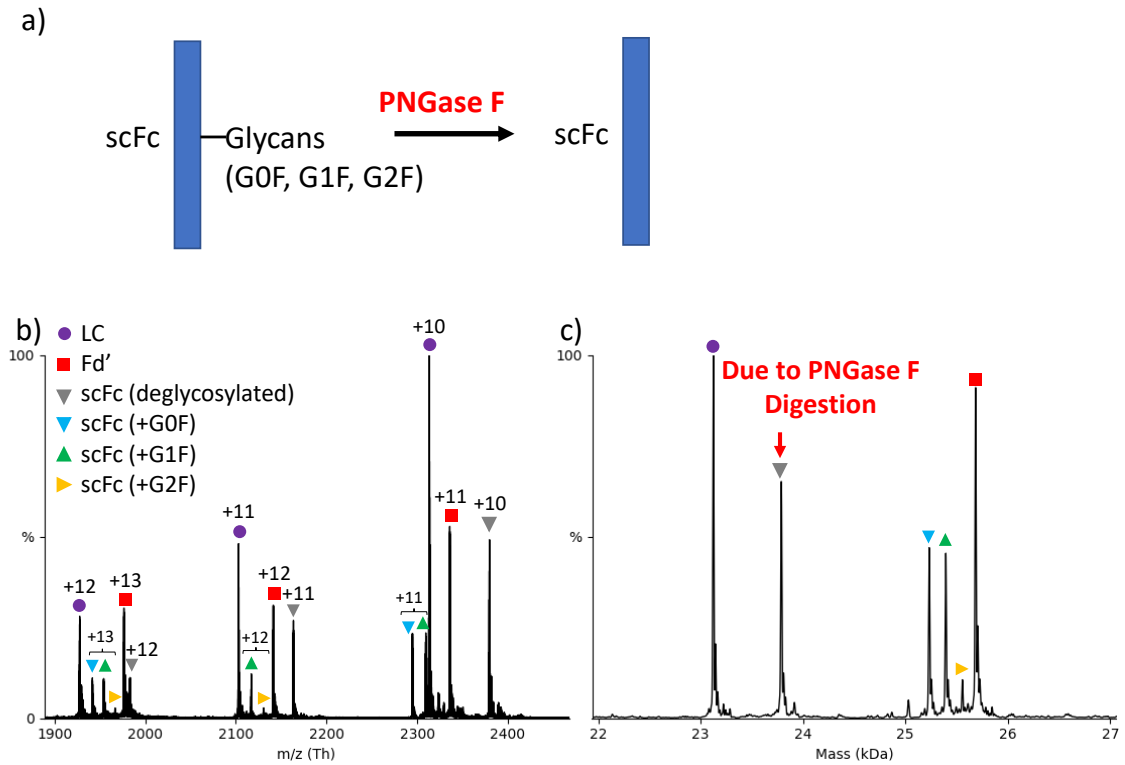 a)
PNGase F
scFc
Glycans
(G0F, G1F, G2F)
scFc
b)
LC
Fd'
scFc (deglycosylated)
scFc (+G0F)
scFc (+G1F)
scFc (+G2F)
100
%
0
+12
+13
+13
+12
+11
+12
+12
+11
+11
+10
+11
+10
1900
2000
2100
2200
2300
2400
m/z (Th)
c)
Due to PNGase F
Digestion
100
%
0
22
23
24
25
26
27
Mass (kDa)